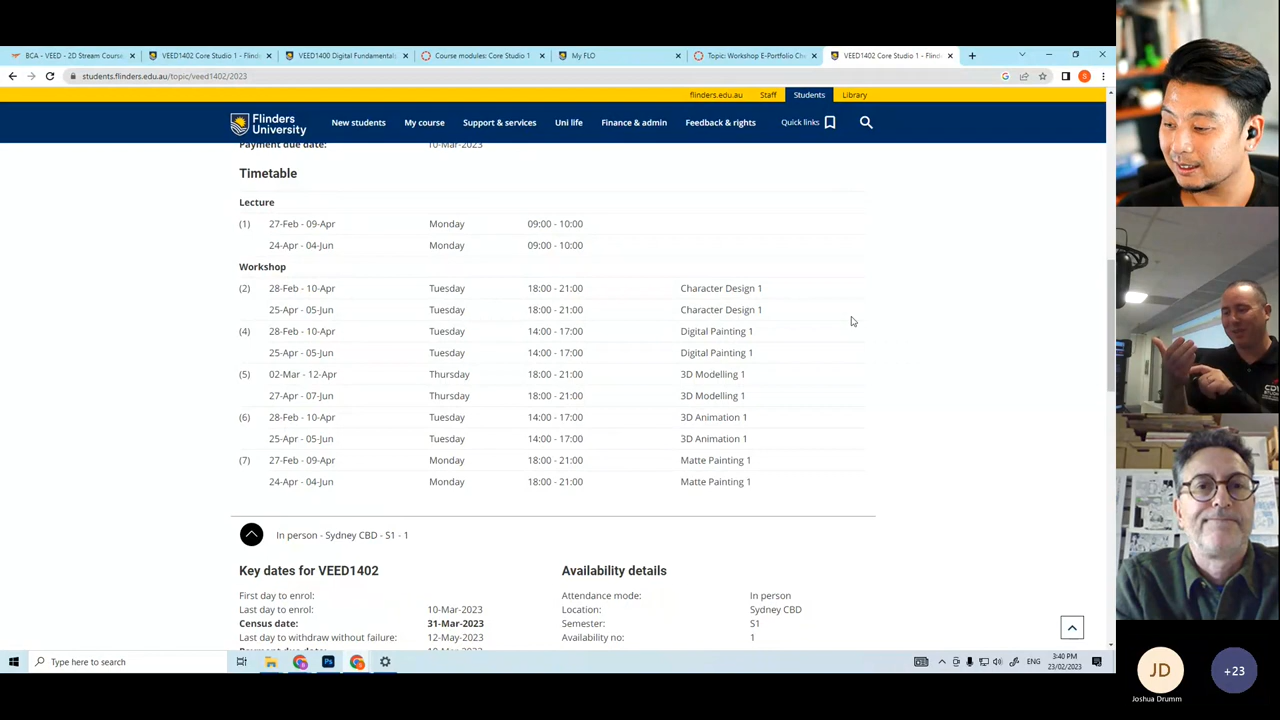 BCA - VEED - 2D Stream Course
VEED1402 Core Studio 1 - Flind
VEED1400 Digital Fundamentals
Course modules: Core Studio 1
My FLO
Topic: Workshop E-Portfolio Ch
VEED1402 Core Studio 1 - Flind
students.flinders.edu.au/topic/veed1402/2023
S
flinders.edu.au Staff Students Library
Flinders University
New students My course Support & services Uni life Finance & admin Feedback & rights Quick links
Payment due date: 10-Mar-2023
Timetable
Lecture
(1) 27-Feb - 09-Apr Monday 09:00 - 10:00
24-Apr - 04-Jun Monday 09:00 - 10:00
Workshop
(2) 28-Feb - 10-Apr Tuesday 18:00 - 21:00 Character Design 1
25-Apr - 05-Jun Tuesday 18:00 - 21:00 Character Design 1
(4) 28-Feb - 10-Apr Tuesday 14:00 - 17:00 Digital Painting 1
25-Apr - 05-Jun Tuesday 14:00 - 17:00 Digital Painting 1
(5) 02-Mar - 12-Apr Thursday 18:00 - 21:00 3D Modelling 1
27-Apr - 07-Jun Thursday 18:00 - 21:00 3D Modelling 1
(6) 28-Feb - 10-Apr Tuesday 14:00 - 17:00 3D Animation 1
25-Apr - 05-Jun Tuesday 14:00 - 17:00 3D Animation 1
(7) 27-Feb - 09-Apr Monday 18:00 - 21:00 Matte Painting 1
24-Apr - 04-Jun Monday 18:00 - 21:00 Matte Painting 1
In person - Sydney CBD - S1 - 1
Key dates for VEED1402 Availability details
First day to enrol: Attendance mode: In person
Last day to enrol: 10-Mar-2023 Location: Sydney CBD
Census date: 31-Mar-2023 Semester: S1
Last day to withdraw without failure: 12-May-2023 Availability no: 1
Type here to search
ENG
3:40 PM
23/02/2023
JD
Joshua Drumm
+23